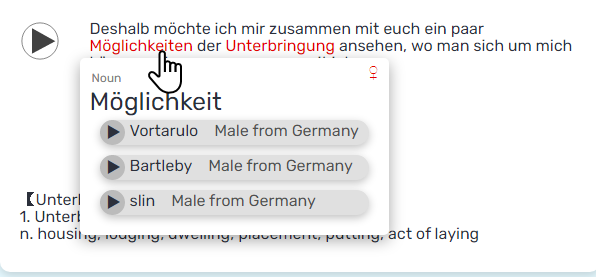 Deshalb möchte ich mir zusammen mit euch ein paar
Möglichkeiten der Unterbringung ansehen, wo man sich um mich
Noun ♀
Möglichkeit
Vortarulo Male from Germany
Bartleby Male from Germany
slin Male from Germany
1.
n. housing, lodging, dwelling, placement, putting, act of laying